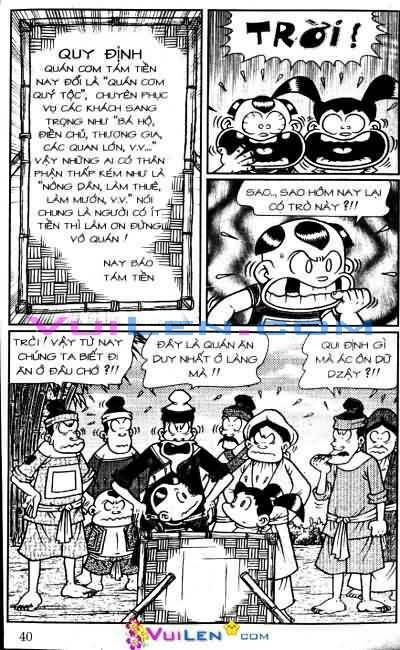 QUY ĐỊNH
QUÁN CƠM TÁM TIỀN
NAY ĐỔI LÀ "QUÁN CƠM
QUÝ TỘC", CHUYÊN PHỤC
VỤ CÁC KHÁCH SANG
TRỌNG NHƯ "BÁ HỘ,
ĐIỀN CHỦ, THƯƠNG GIA,
CÁC QUAN LỚN, V.V..."
VẬY NHỮNG AI CÓ THÂN
PHẬN THẤP KÉM NHƯ LÀ
"NÔNG DÂN, LÀM THUÊ,
LÀM MƯỚN, V.V." NÓI
CHUNG LÀ NGƯỜI CÓ ÍT
TIỀN THÌ LÀM ƠN ĐỪNG
VÔ QUÁN !
NAY BÁO
TÁM TIỀN
TRỜI !
SAO.., SAO HÔM NAY LẠI
CÓ TRÒ NÀY ?!!
VUILEN.COM
TRỜI ! VẬY TỪ NAY
CHÚNG TA BIẾT ĐI
ĂN Ở ĐÂU CHỚ ?!!
ĐÂY LÀ QUÁN ĂN
DUY NHẤT Ở LÀNG
MÀ !!
QUI ĐỊNH GÌ
MÀ ÁC ÔN DỮ
DZẬY ?!!
40
VUILEN.COM